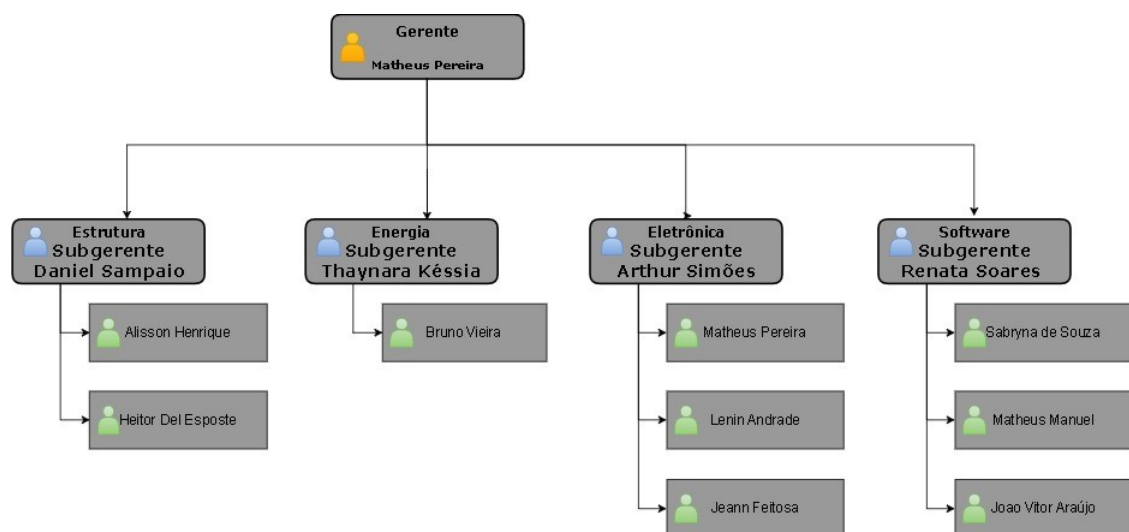 Gerente
Matheus Pereira
Estrutura
Subgerente
Daniel Sampaio
Alisson Henrique
Heitor Del Esposte
Energia
Subgerente
Thaynara Késsia
Bruno Vieira
Eletrônica
Subgerente
Arthur Simões
Matheus Pereira
Lenin Andrade
Jeann Feitosa
Software
Subgerente
Renata Soares
Sabryna de Souza
Matheus Manuel
Joao Vitor Araújo